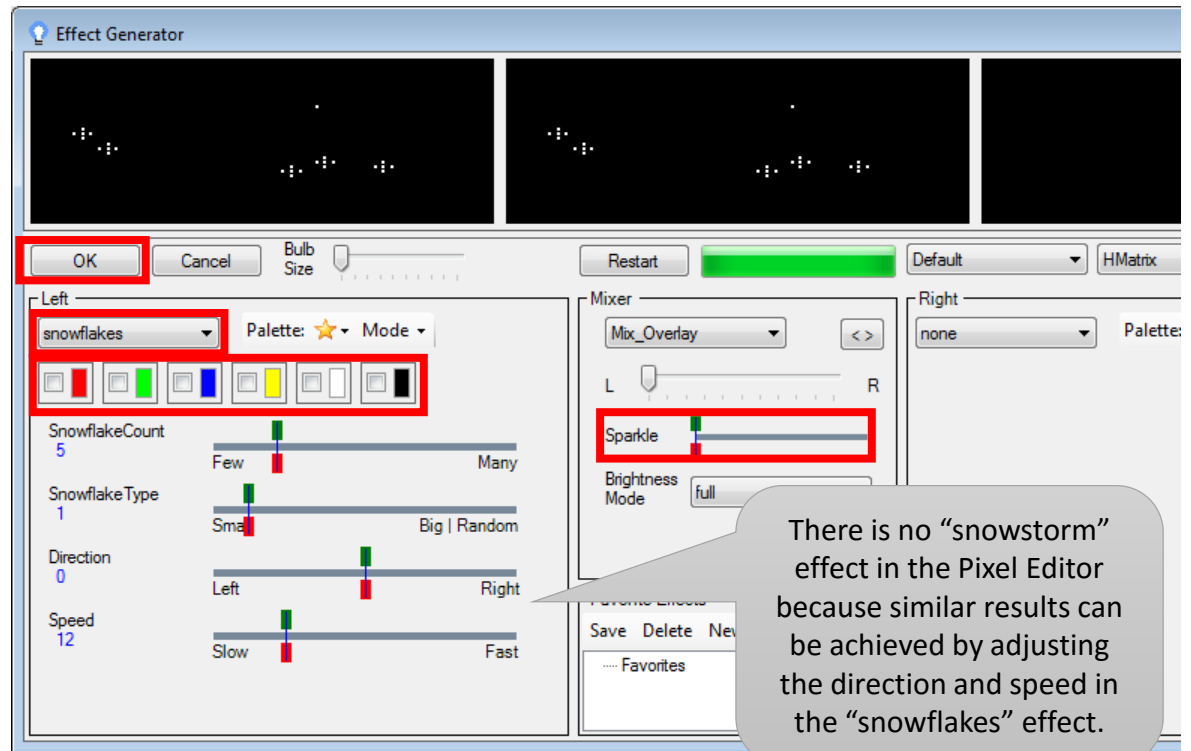 Effect Generator
OK
Cancel
Bulb
Size
Restart
Default
HMatrix
Left
snowflakes
Palette:
Mode
Mixer
Mix_Overlay
<>
L
R
Right
none
Palette:
SnowflakeCount
5
Few
Many
SnowflakeType
1
Big | Random
Direction
0
Left
Right
Speed
12
Slow
Fast
Sparkle
Brightness
Mode
full
Save Delete
Favorites
There is no “snowstorm”
effect in the Pixel Editor
because similar results can
be achieved by adjusting
the direction and speed in
the “snowflakes” effect.